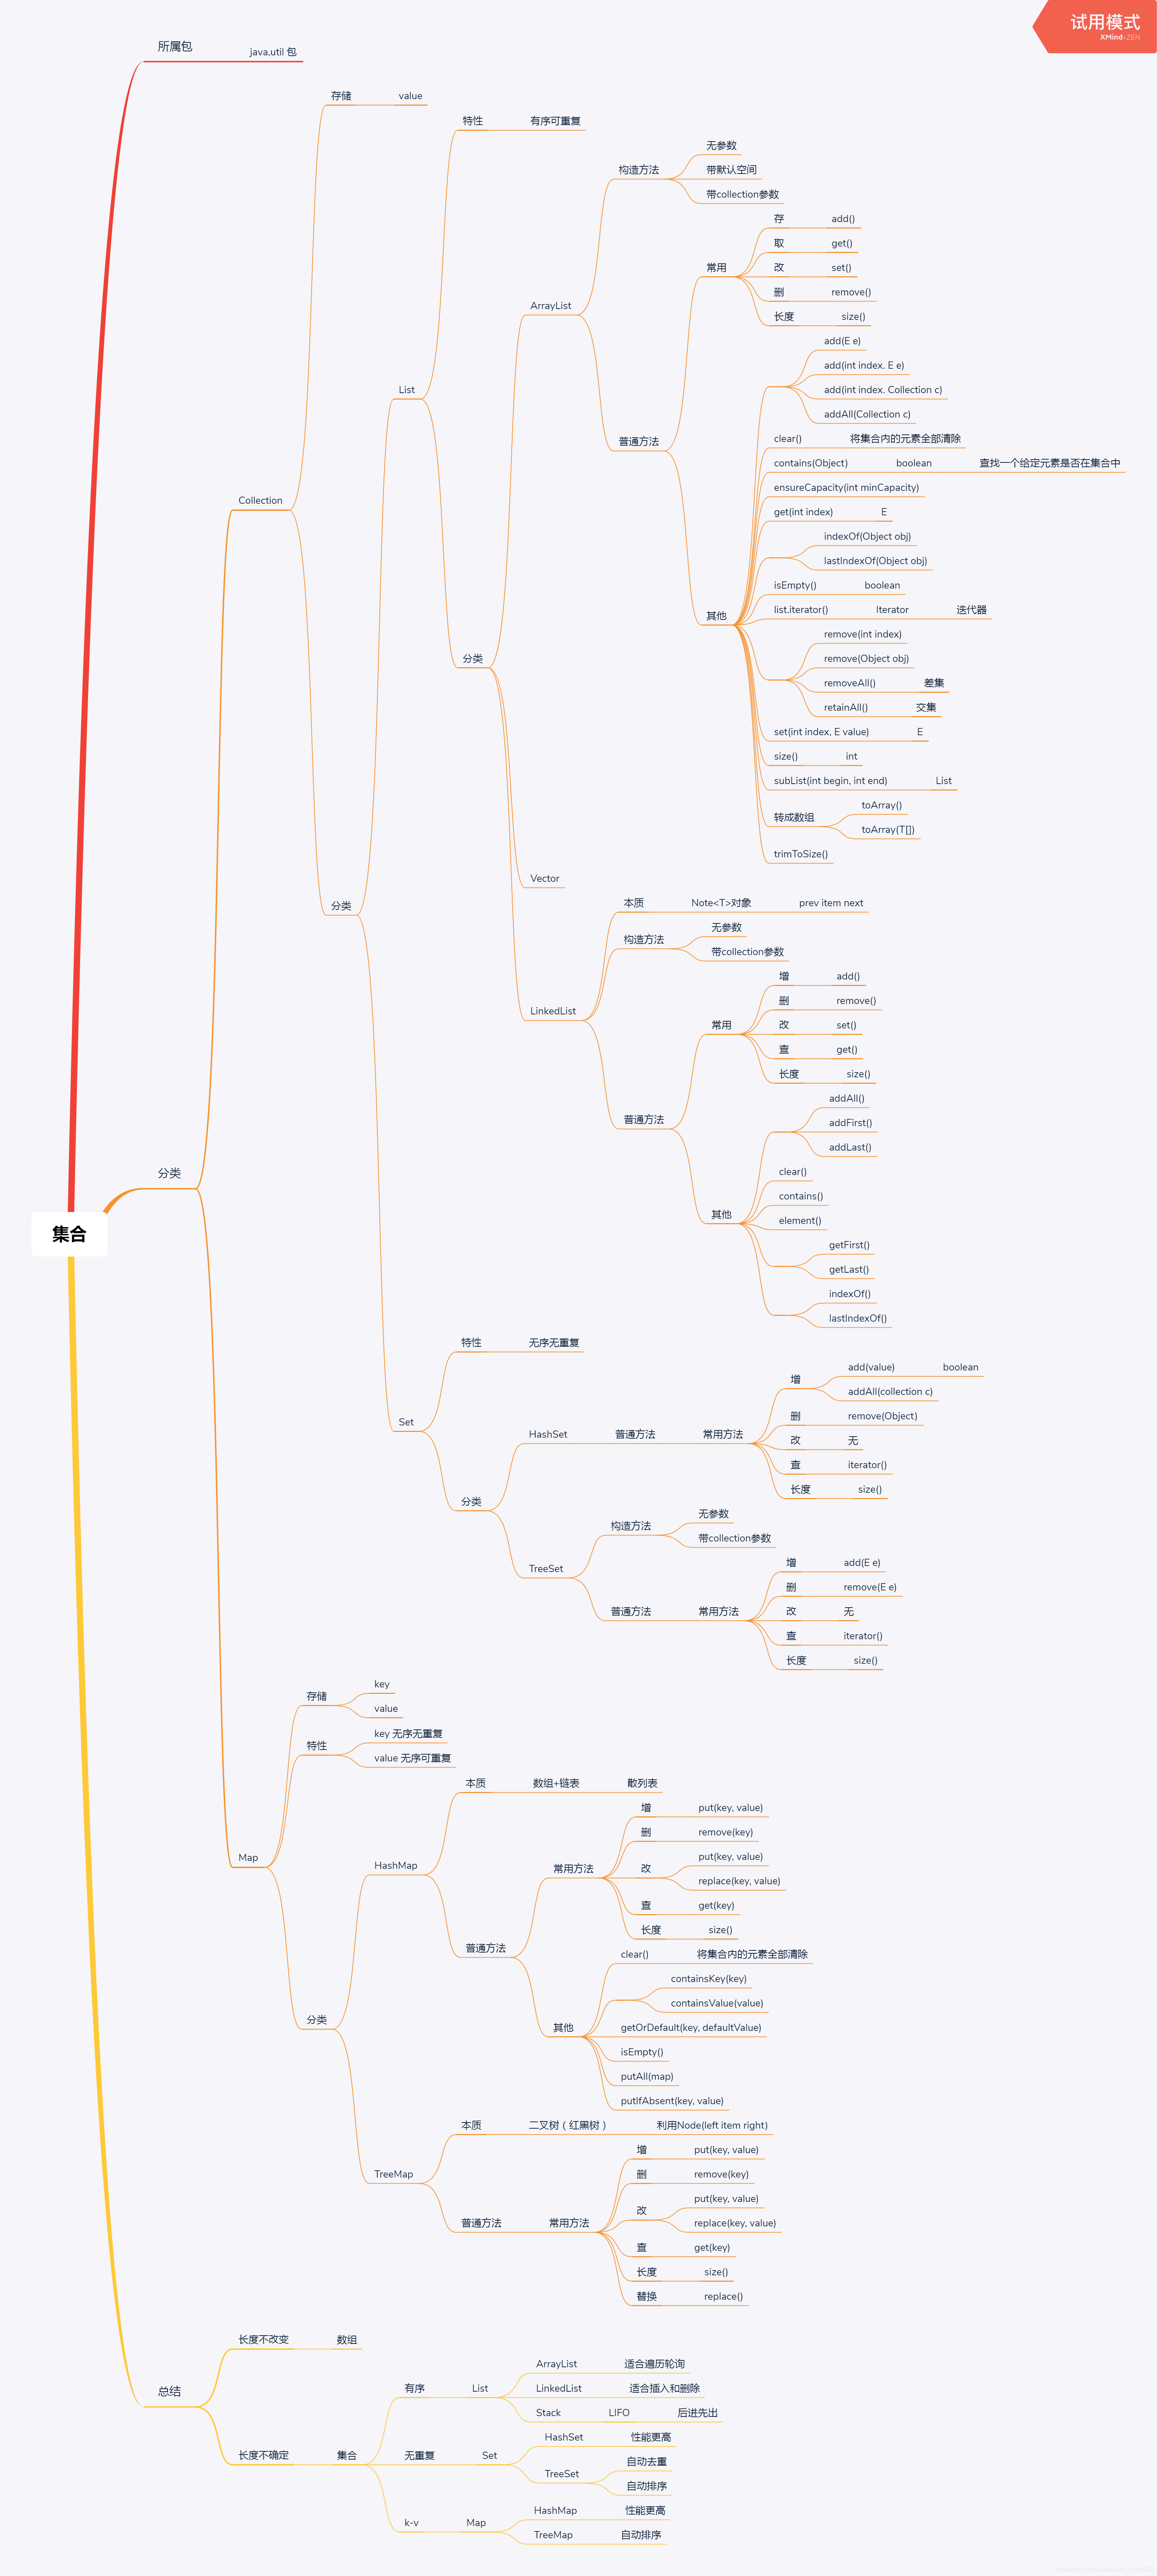 试用模式
XMind:ZEN
所属包
java,util 包
存储
value
特性
有序可重复
构造方法
无参数
带默认空间
带collection参数
存
add()
取
get()
常用
改
set()
删
remove()
长度
size()
ArrayList
add(E e)
add(int index. E e)
add(int index. Collection c)
addAll(Collection c)
List
普通方法
clear()
将集合内的元素全部清除
contains(Object)
boolean
查找一个给定元素是否在集合中
ensureCapacity(int minCapacity)
Collection
get(int index)
E
indexOf(Object obj)
lastIndexOf(Object obj)
isEmpty()
boolean
其他
list.iterator()
Iterator
迭代器
remove(int index)
remove(Object obj)
分类
removeAll()
差集
retainAll()
交集
set(int index, E value)
E
size()
int
subList(int begin, int end)
List
转成数组
toArray()
toArray(T[])
trimToSize()
Vector
分类
本质
Note<T>对象
prev item next
构造方法
无参数
带collection参数
增
add()
删
remove()
LinkedList
常用
改
set()
查
get()
长度
size()
普通方法
addAll()
addFirst()
addLast()
分类
clear()
contains()
其他
element()
集合
getFirst()
getLast()
indexOf()
lastIndexOf()
特性
无序无重复
增
add(value)
boolean
addAll(collection c)
Set
HashSet
普通方法
常用方法
删
remove(Object)
改
无
查
iterator()
长度
size()
分类
构造方法
无参数
带collection参数
TreeSet
增
add(E e)
删
remove(E e)
普通方法
常用方法
改
无
查
iterator()
长度
size()
存储
key
value
特性
key 无序无重复
value 无序可重复
本质
数组+链表
散列表
增
put(key, value)
删
remove(key)
Map
HashMap
常用方法
改
put(key, value)
replace(key, value)
查
get(key)
长度
size()
普通方法
clear()
将集合内的元素全部清除
containsKey(key)
containsValue(value)
分类
其他
getOrDefault(key, defaultValue)
isEmpty()
putAll(map)
putIfAbsent(key, value)
本质
二叉树（红黑树）
利用Node(left item right)
增
put(key, value)
TreeMap
删
remove(key)
改
put(key, value)
replace(key, value)
普通方法
常用方法
查
get(key)
长度
size()
替换
replace()
长度不改变
数组
总结
ArrayList
适合遍历轮询
有序
List
LinkedList
适合插入和删除
Stack
LIFO
后进先出
长度不确定
集合
HashSet
性能更高
无重复
Set
TreeSet
自动去重
自动排序
k-v
Map
HashMap
性能更高
TreeMap
自动排序